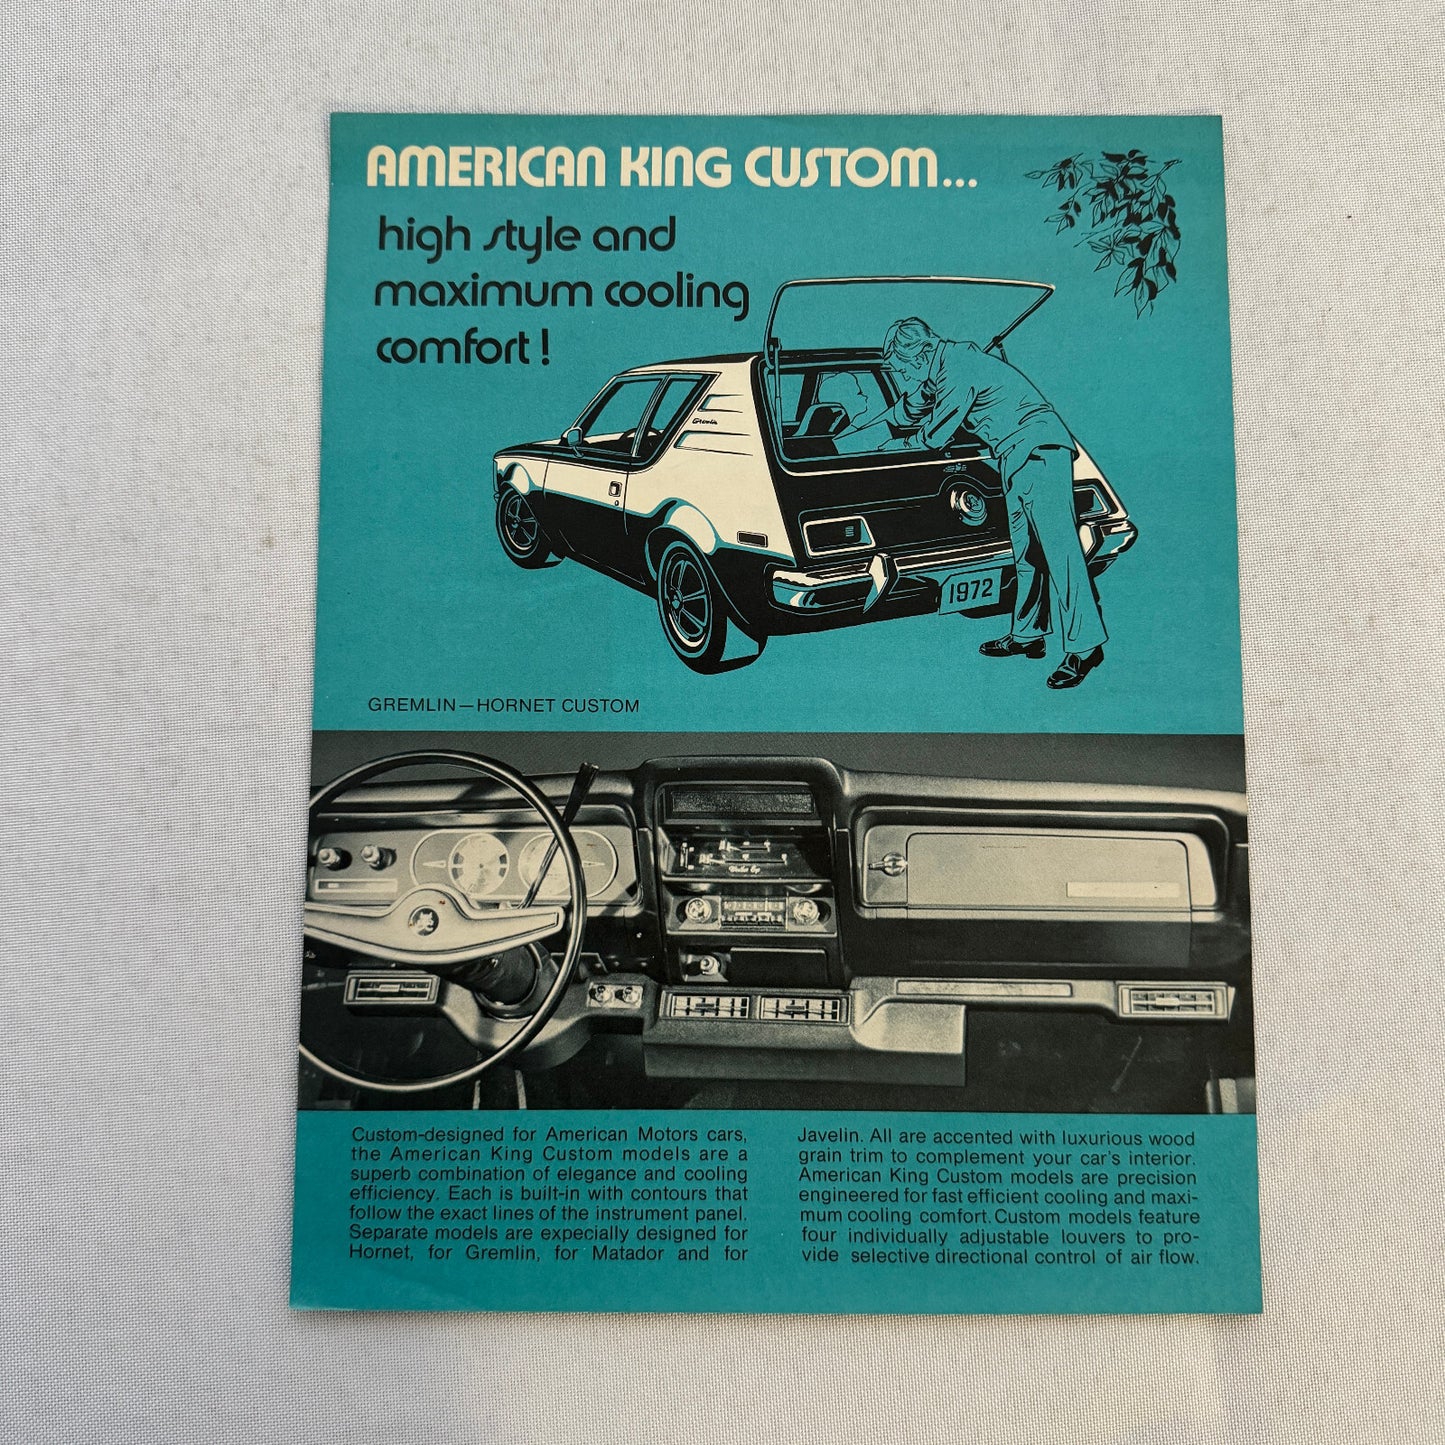 AMERICAN KING CUSTOM...
high style and
maximum cooling
comfort!
Gremlin
1972
GREMLIN—HORNET CUSTOM
Custom-designed for American Motors cars,
the American King Custom models are a
superb combination of elegance and cooling
efficiency. Each is built-in with contours that
follow the exact lines of the instrument panel.
Separate models are expecially designed for
Hornet, for Gremlin, for Matador and for
Javelin. All are accented with luxurious wood
grain trim to complement your car's interior.
American King Custom models are precision
engineered for fast efficient cooling and maxi-
mum cooling comfort. Custom models feature
four individually adjustable louvers to pro-
vide selective directional control of air flow.